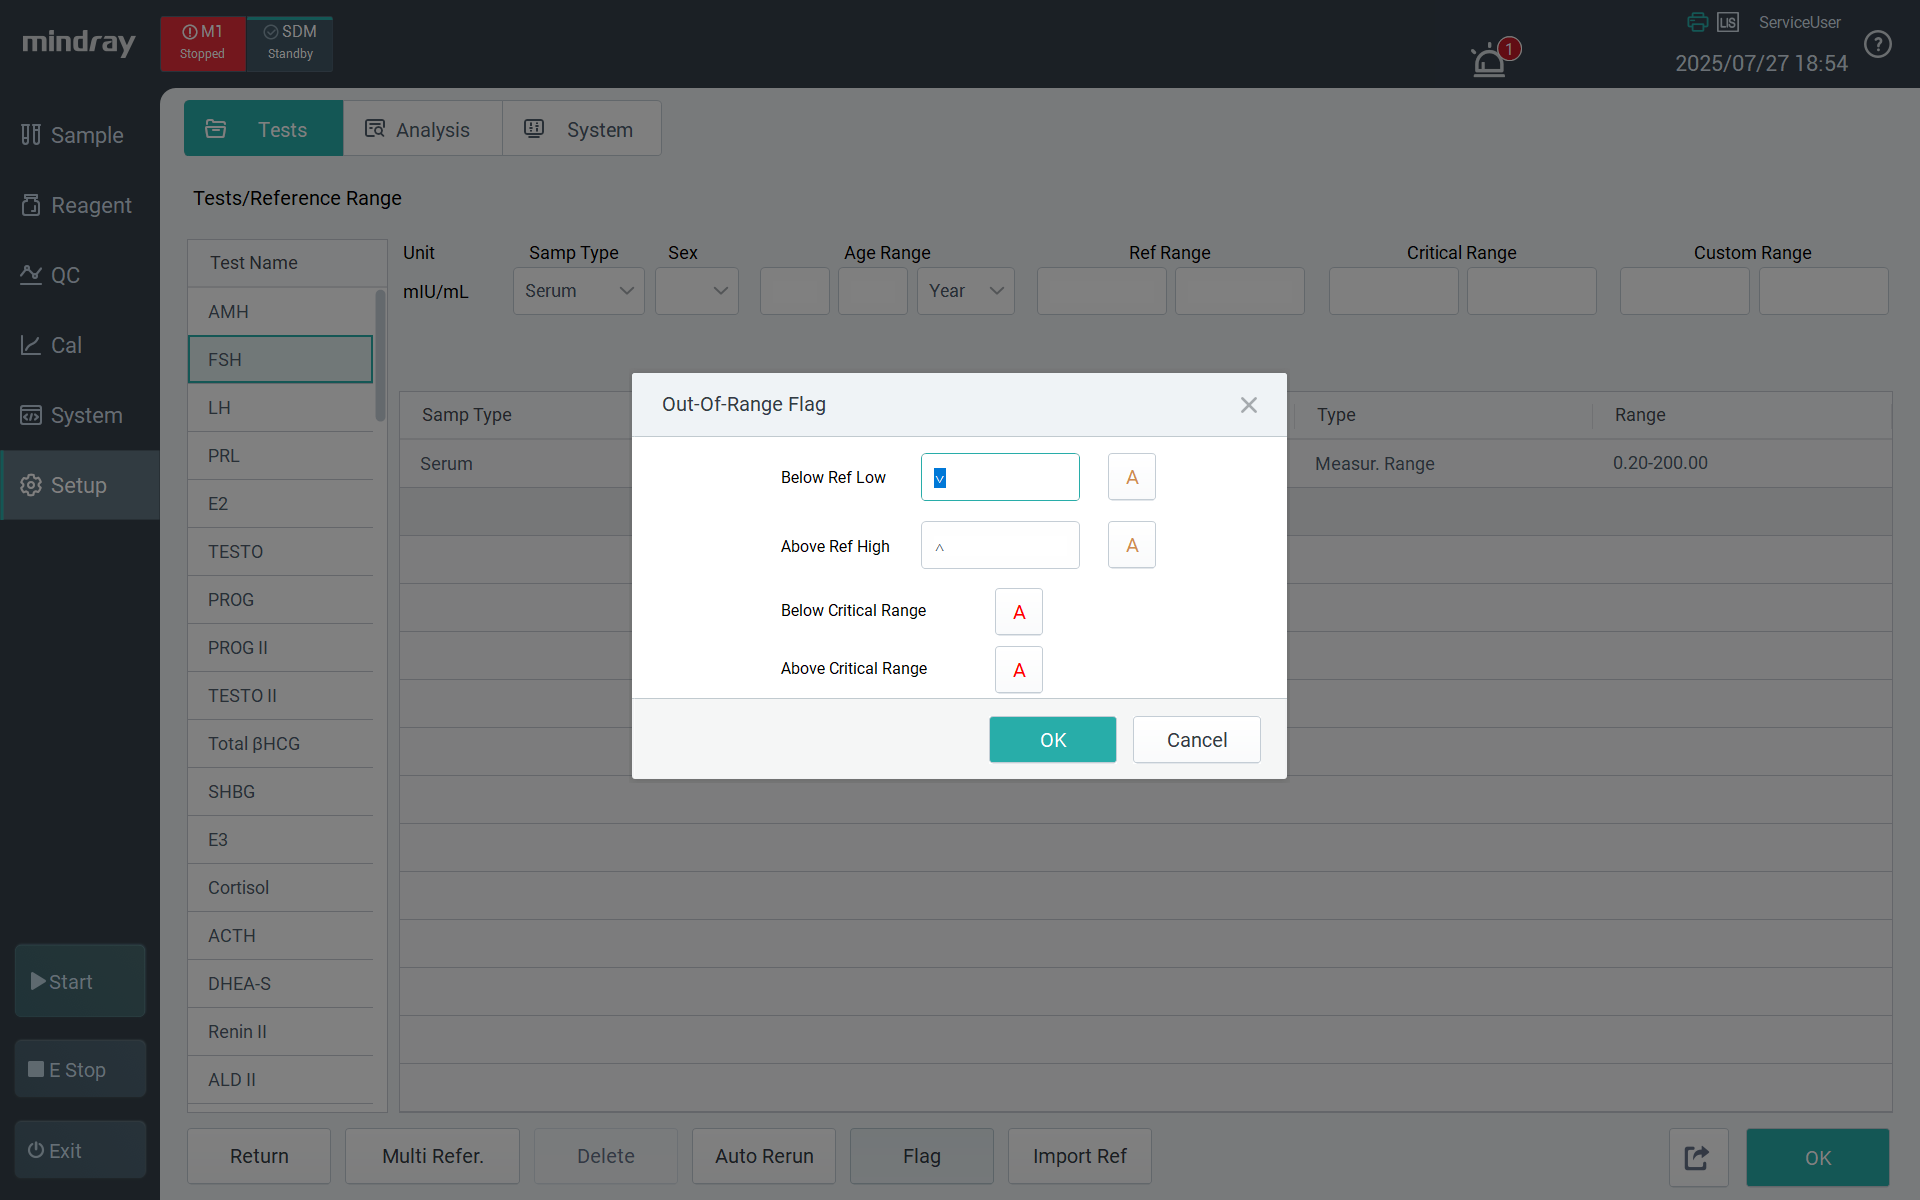 mindray
M1
Stopped
SDM
Standby
1
LIS
ServiceUser
2025/07/27 18:54
?
Sample
Reagent
QC
Cal
System
Setup
Start
E Stop
Exit
Tests
Analysis
System
Tests/Reference Range
Test Name
AMH
FSH
LH
PRL
E2
TESTO
PROG
PROG II
TESTO II
Total βHCG
SHBG
E3
Cortisol
ACTH
DHEA-S
Renin II
ALD II
Unit
Samp Type
Sex
Age Range
Ref Range
Critical Range
Custom Range
mIU/mL
Serum
Year
Samp Type
Type
Range
Serum
Measur. Range
0.20-200.00
Out-Of-Range Flag
Below Ref Low
v
A
Above Ref High
^
A
Below Critical Range
A
Above Critical Range
A
OK
Cancel
Return
Multi Refer.
Delete
Auto Rerun
Flag
Import Ref
OK